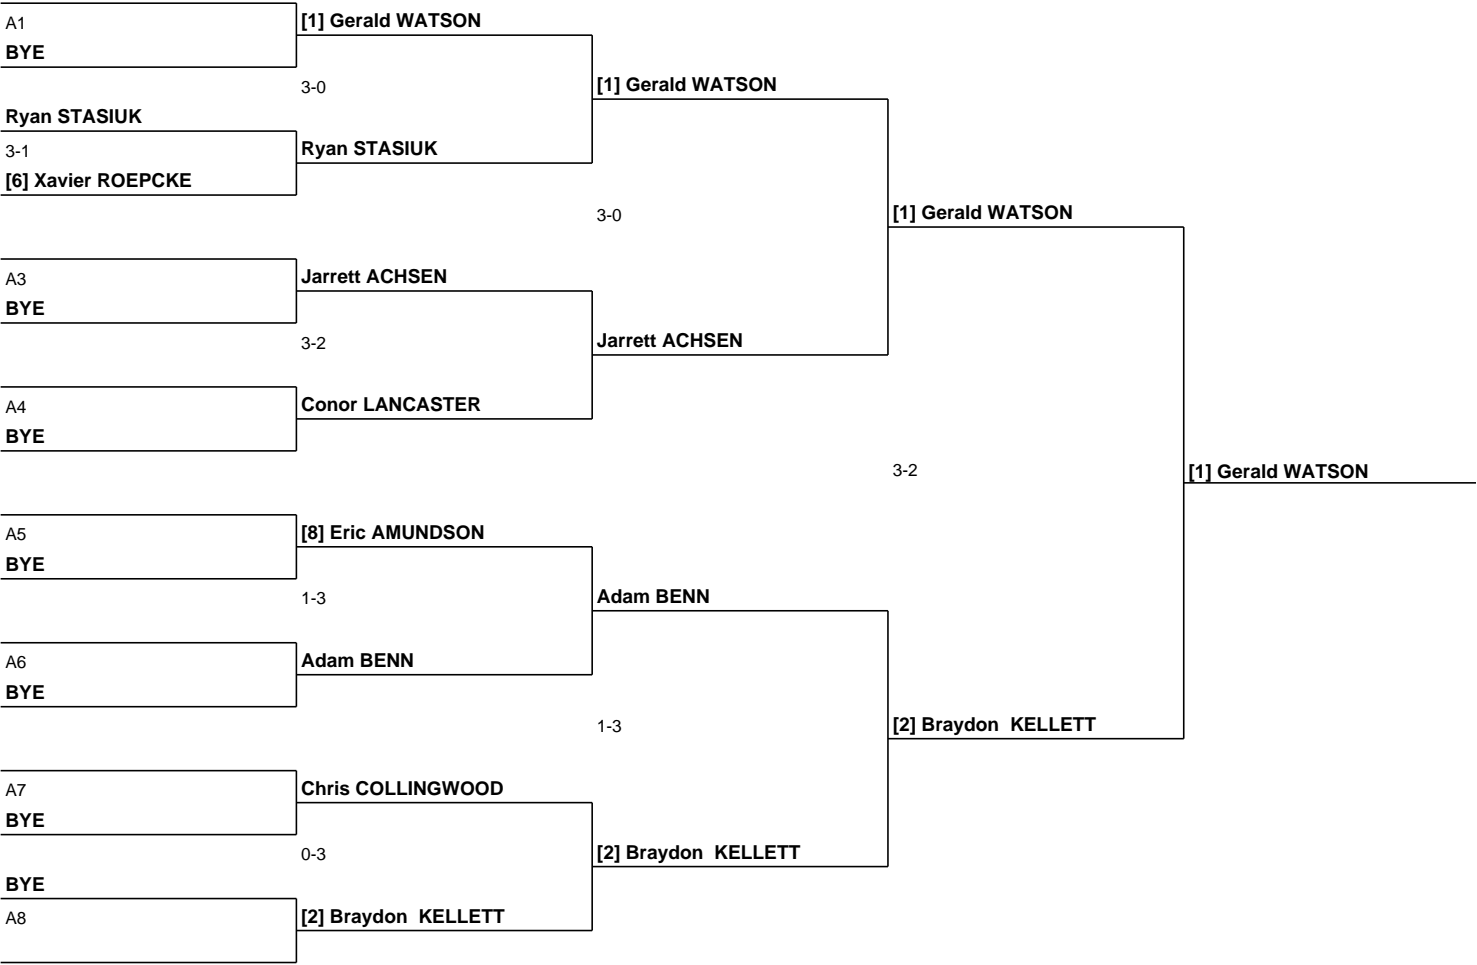 A1
BYE
[1] Gerald WATSON
3-0
Ryan STASIUK
3-1
[6] Xavier ROEPCKE
Ryan STASIUK
[1] Gerald WATSON
3-0
A3
BYE
Jarrett ACHSEN
3-2
A4
BYE
Conor LANCASTER
Jarrett ACHSEN
[1] Gerald WATSON
3-2
[1] Gerald WATSON
A5
BYE
[8] Eric AMUNDSON
1-3
A6
BYE
Adam BENN
Adam BENN
1-3
[2] Braydon  KELLETT
A7
BYE
Chris COLLINGWOOD
0-3
BYE
A8
[2] Braydon  KELLETT
[2] Braydon  KELLETT